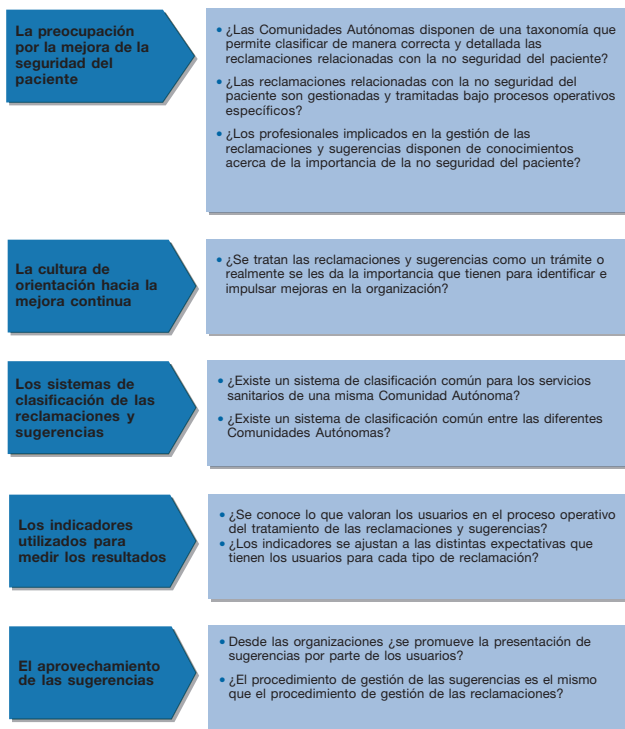 La preocupación
por la mejora de la
seguridad del
paciente
• ¿Las Comunidades Autónomas disponen de una taxonomía que
permite clasificar de manera correcta y detallada las
reclamaciones relacionadas con la no seguridad del paciente?
• ¿Las reclamaciones relacionadas con la no seguridad del
paciente son gestionadas y tramitadas bajo procesos operativos
específicos?
• ¿Los profesionales implicados en la gestión de las
reclamaciones y sugerencias disponen de conocimientos
acerca de la importancia de la no seguridad del paciente?
La cultura de
orientación hacia la
mejora continua
• ¿Se tratan las reclamaciones y sugerencias como un trámite o
realmente se les da la importancia que tienen para identificar e
impulsar mejoras en la organización?
Los sistemas de
clasificación de las
reclamaciones y
sugerencias
• ¿Existe un sistema de clasificación común para los servicios
sanitarios de una misma Comunidad Autónoma?
• ¿Existe un sistema de clasificación común entre las diferentes
Comunidades Autónomas?
Los indicadores
utilizados para
medir los resultados
• ¿Se conoce lo que valoran los usuarios en el proceso operativo
del tratamiento de las reclamaciones y sugerencias?
• ¿Los indicadores se ajustan a las distintas expectativas que
tienen los usuarios para cada tipo de reclamación?
El aprovechamiento
de las sugerencias
• Desde las organizaciones ¿se promueve la presentación de
sugerencias por parte de los usuarios?
• ¿El procedimiento de gestión de las sugerencias es el mismo
que el procedimiento de gestión de las reclamaciones?